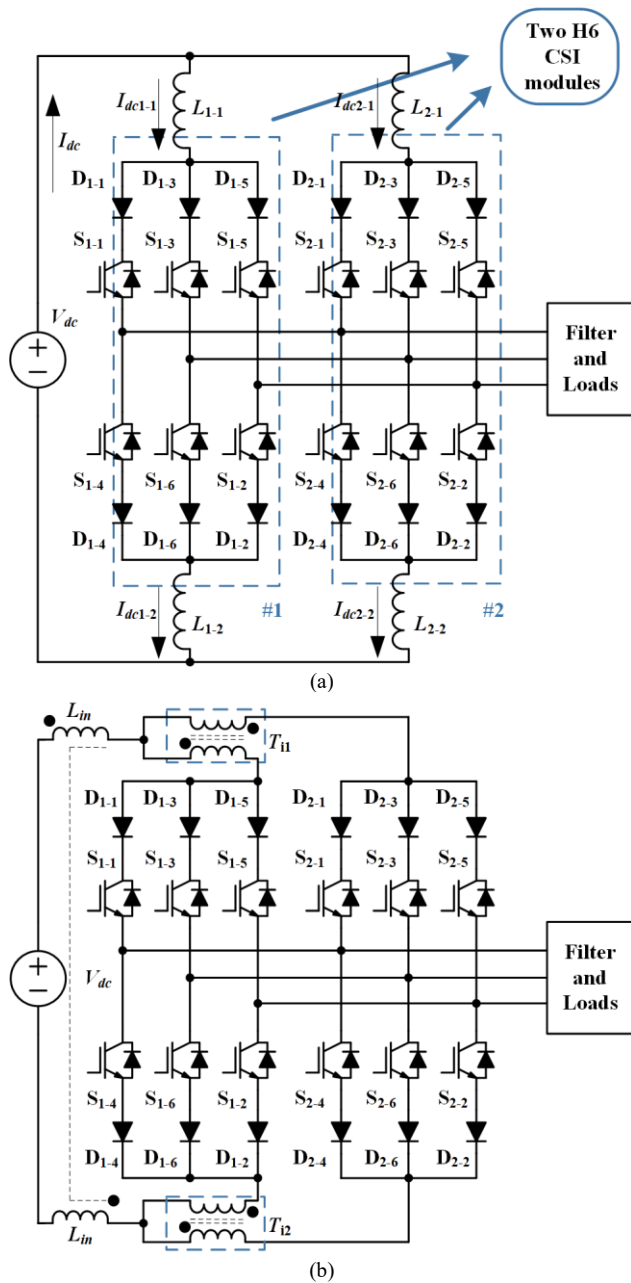 Two H6
CSI
modules
I_dc
I_dc1-1
L_1-1
I_dc2-1
L_2-1
D_1-1
D_1-3
D_1-5
D_2-1
D_2-3
D_2-5
S_1-1
S_1-3
S_1-5
S_2-1
S_2-3
S_2-5
V_dc
Filter
and
Loads
S_1-4
S_1-6
S_1-2
S_2-4
S_2-6
S_2-2
D_1-4
D_1-6
D_1-2
D_2-4
D_2-6
D_2-2
I_dc1-2
L_1-2
#1
I_dc2-2
L_2-2
#2
(a)
L_in
T_i1
D_1-1
D_1-3
D_1-5
D_2-1
D_2-3
D_2-5
S_1-1
S_1-3
S_1-5
S_2-1
S_2-3
S_2-5
V_dc
Filter
and
Loads
S_1-4
S_1-6
S_1-2
S_2-4
S_2-6
S_2-2
D_1-4
D_1-6
D_1-2
D_2-4
D_2-6
D_2-2
L_in
T_i2
(b)